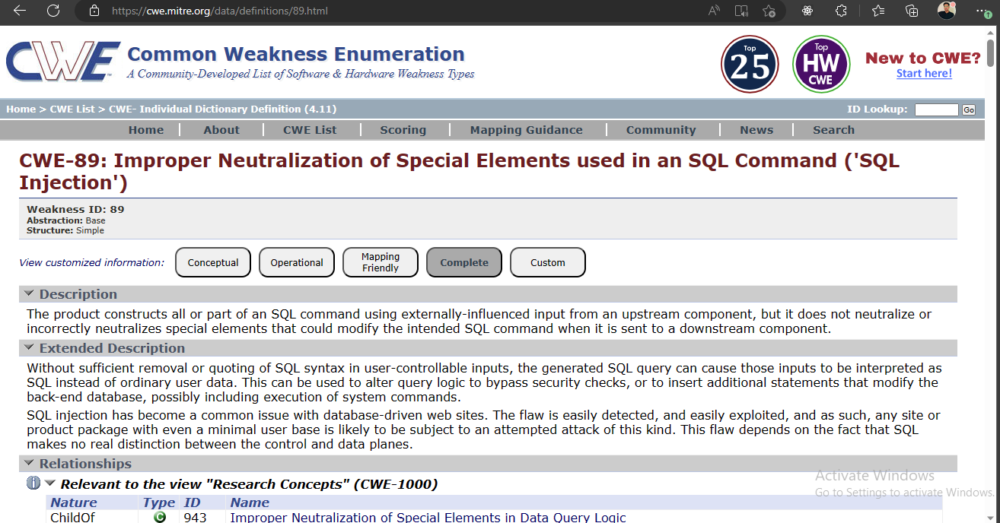 https://cwe.mitre.org/data/definitions/89.html
CWE
Common Weakness Enumeration
A Community-Developed List of Software & Hardware Weakness Types
Top
25
Top
HW
CWE
New to CWE?
Start here!
Home > CWE List > CWE- Individual Dictionary Definition (4.11)
ID Lookup:
Go
Home
About
CWE List
Scoring
Mapping Guidance
Community
News
Search
CWE-89: Improper Neutralization of Special Elements used in an SQL Command ('SQL
Injection')
Weakness ID: 89
Abstraction: Base
Structure: Simple
View customized information:
Conceptual
Operational
Mapping
Friendly
Complete
Custom
Description
The product constructs all or part of an SQL command using externally-influenced input from an upstream component, but it does not neutralize or
incorrectly neutralizes special elements that could modify the intended SQL command when it is sent to a downstream component.
Extended Description
Without sufficient removal or quoting of SQL syntax in user-controllable inputs, the generated SQL query can cause those inputs to be interpreted as
SQL instead of ordinary user data. This can be used to alter query logic to bypass security checks, or to insert additional statements that modify the
back-end database, possibly including execution of system commands.
SQL injection has become a common issue with database-driven web sites. The flaw is easily detected, and easily exploited, and as such, any site or
product package with even a minimal user base is likely to be subject to an attempted attack of this kind. This flaw depends on the fact that SQL
makes no real distinction between the control and data planes.
Relationships
Relevant to the view "Research Concepts" (CWE-1000)
Activate Windows
Go to Settings to activate Windows.
Nature Type ID Name
ChildOf C 943 Improper Neutralization of Special Elements in Data Query Logic